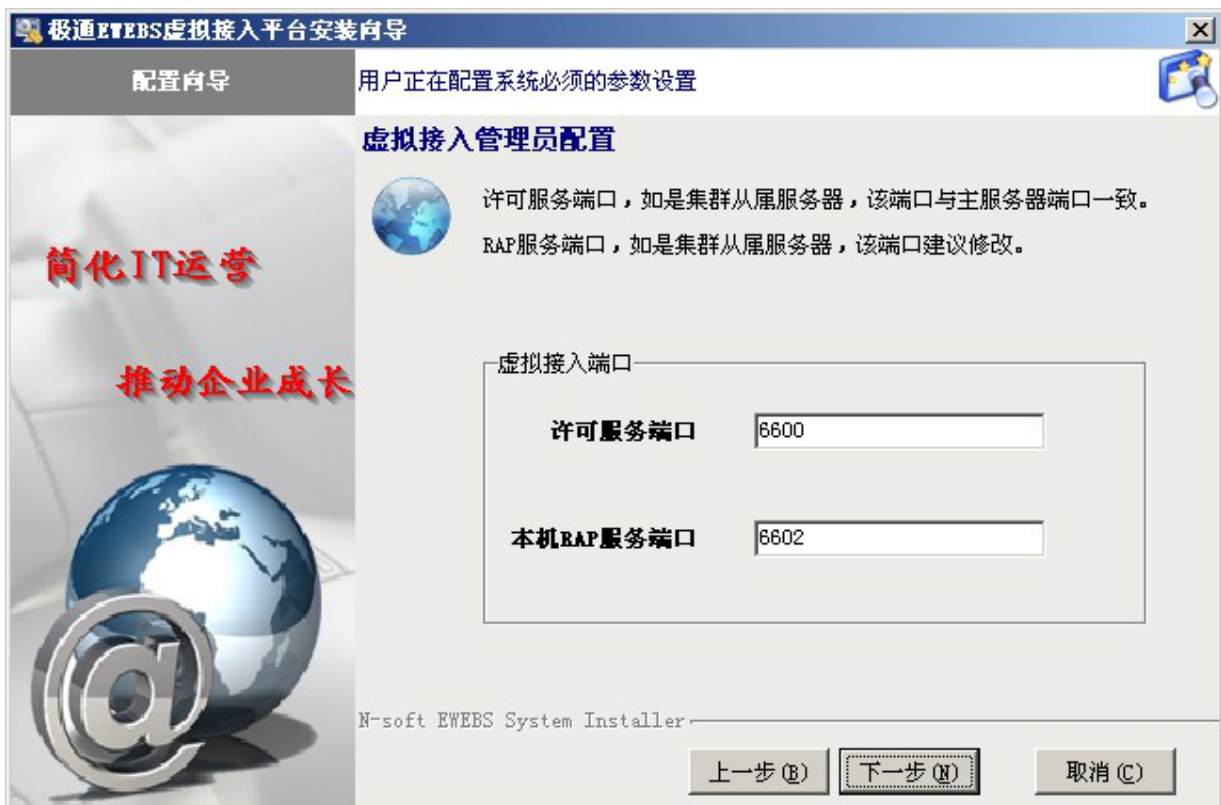 极通EWEBS虚拟接入平台安装向导
配置向导
用户正在配置系统必须的参数设置
虚拟接入管理员配置
许可服务端口，如是集群从属服务器，该端口与主服务器端口一致。
RAP服务端口，如是集群从属服务器，该端口建议修改。
简化IT运营
推动企业成长
虚拟接入端口
许可服务端口 6600
本机RAP服务端口 6602
N-soft EWEBS System Installer
上一步(B) 下一步(N) 取消(C)